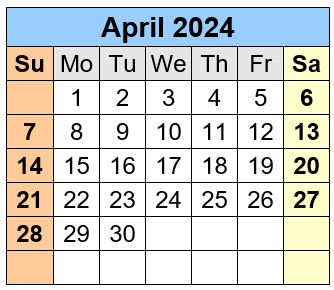 April 2024
Su Mo Tu We Th Fr Sa
1 2 3 4 5 6
7 8 9 10 11 12 13
14 15 16 17 18 19 20
21 22 23 24 25 26 27
28 29 30